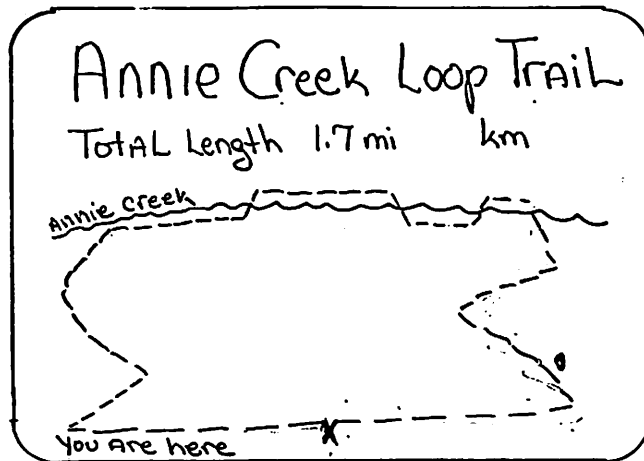 Annie Creek Loop Trail
Total Length 1.7 mi km
Annie Creek
You Are here
X